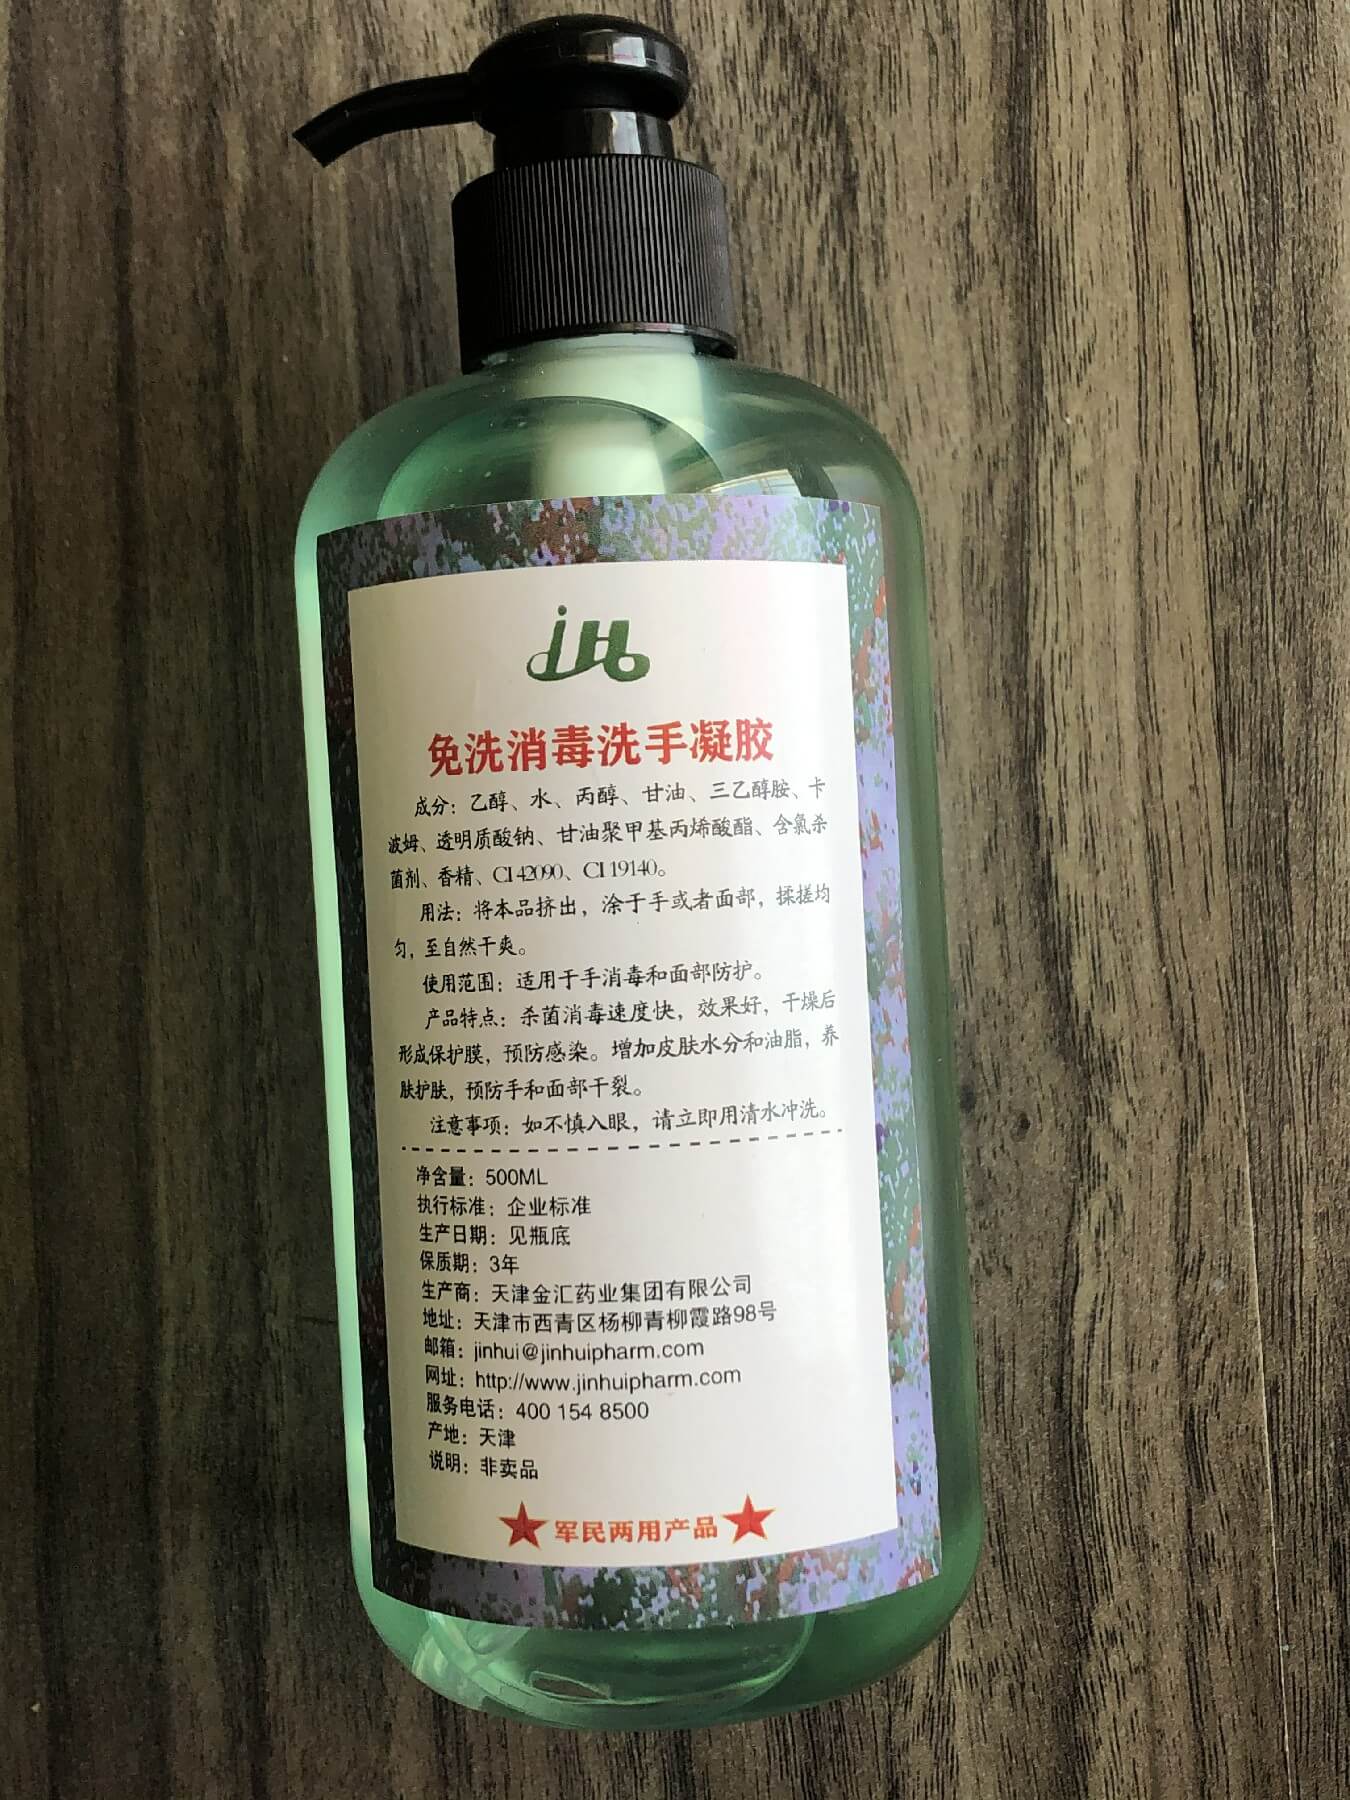 JH
免洗消毒洗手凝胶
成分：乙醇、水、丙醇、甘油、三乙醇胺、卡
波姆、透明质酸钠、甘油聚甲基丙烯酸酯、含氯杀
菌剂、香精、CI 42090、CI 19140。
用法：将本品挤出，涂于手或者面部，揉搓均
匀，至自然干爽。
使用范围：适用于手消毒和面部防护。
产品特点：杀菌消毒速度快，效果好，干燥后
形成保护膜，预防感染。增加皮肤水分和油脂，养
肤护肤，预防手和面部干裂。
注意事项：如不慎入眼，请立即用清水冲洗。
净含量：500ML
执行标准：企业标准
生产日期：见瓶底
保质期：3年
生产商：天津金汇药业集团有限公司
地址：天津市西青区杨柳青柳霞路98号
邮箱：jinhui@jinhuipharm.com
网址：http://www.jinhuipharm.com
服务电话：400 154 8500
产地：天津
说明：非卖品
军民两用产品